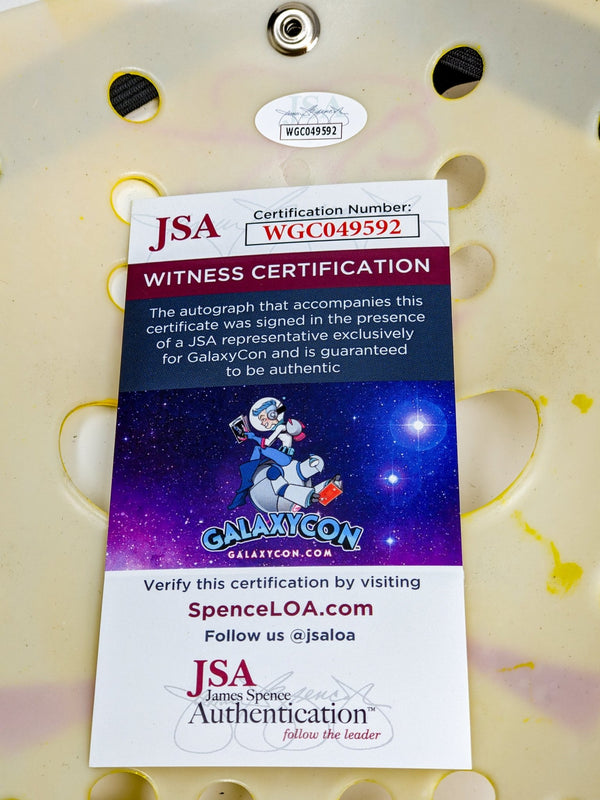 JSA
WGC049592
JSA
Certification Number:
WGC049592
WITNESS CERTIFICATION
The autograph that accompanies this
certificate was signed in the presence
of a JSA representative exclusively
for GalaxyCon and is guaranteed
to be authentic
GALAXYCON
GALAXYCON.COM
Verify this certification by visiting
SpenceLOA.com
Follow us @jsaloa
JSA
James Spence
Authentication™
follow the leader